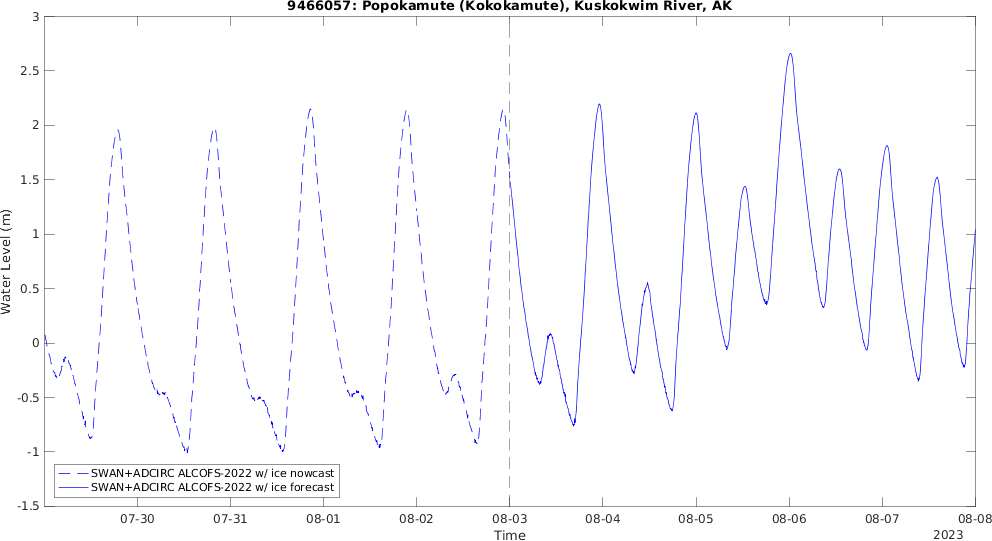 9466057: Popokamute (Kokokamute), Kuskokwim River, AK
3
2.5
2
1.5
1
0.5
0
-0.5
-1
-1.5
Water Level (m)
SWAN+ADCIRC ALCOFS-2022 w/ ice nowcast
SWAN+ADCIRC ALCOFS-2022 w/ ice forecast
07-30 07-31 08-01 08-02 08-03 08-04 08-05 08-06 08-07 08-08
Time
2023